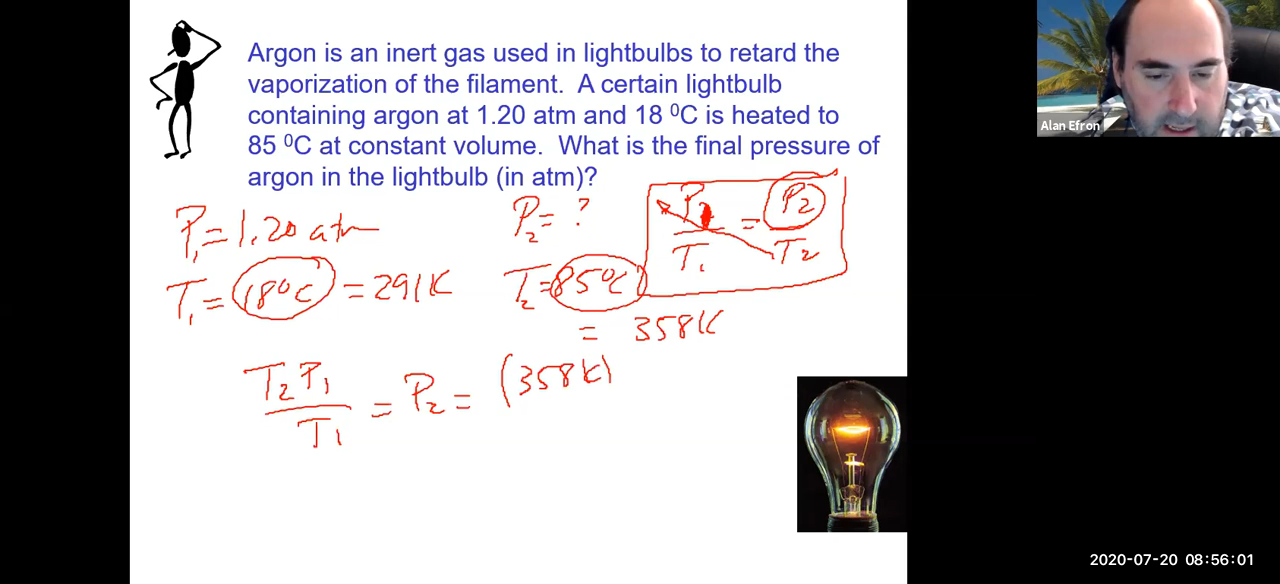 Argon is an inert gas used in lightbulbs to retard the
vaporization of the filament. A certain lightbulb
containing argon at 1.20 atm and 18 ⁰C is heated to
85 ⁰C at constant volume. What is the final pressure of
argon in the lightbulb (in atm)?
P₁ = 1.20 atm
P₂ = ?
P₁/T₁ = P₂/T₂
T₁ = 18⁰C = 291K
T₂ = 85⁰C
= 358K
T₂P₁/T₁ = P₂ = (358K)
Alan Efron
2020-07-20 08:56:01